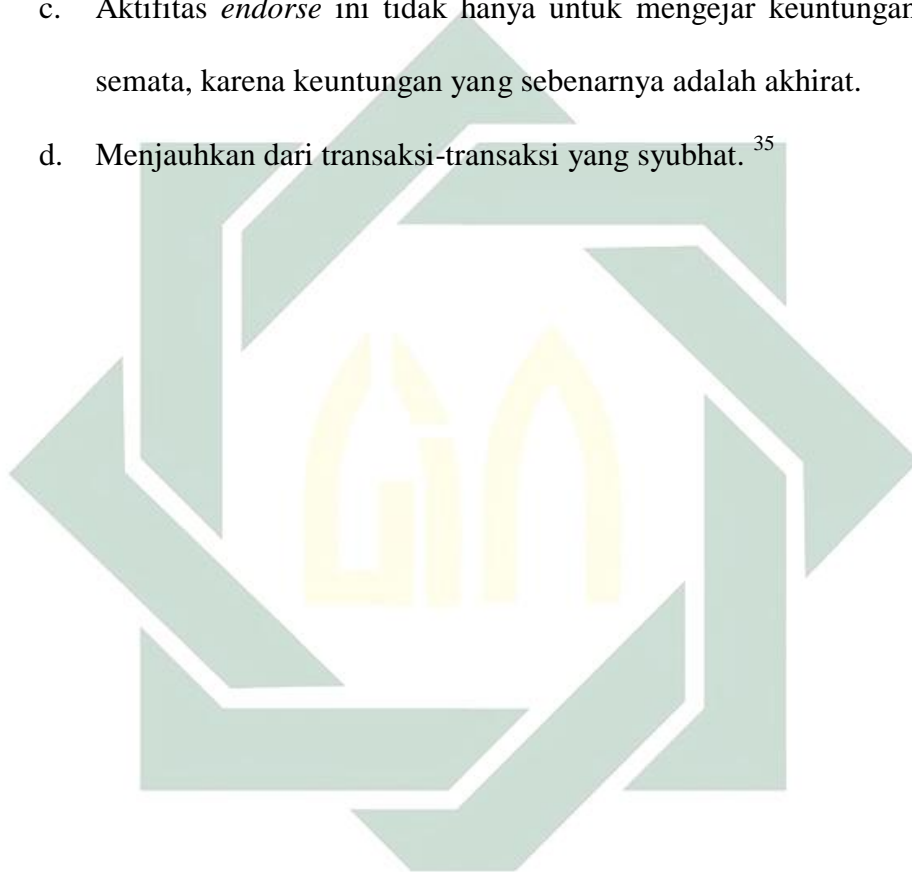 c. Aktifitas endorse ini tidak hanya untuk mengejar keuntungan
semata, karena keuntungan yang sebenarnya adalah akhirat.
d. Menjauhkan dari transaksi-transaksi yang syubhat. 35